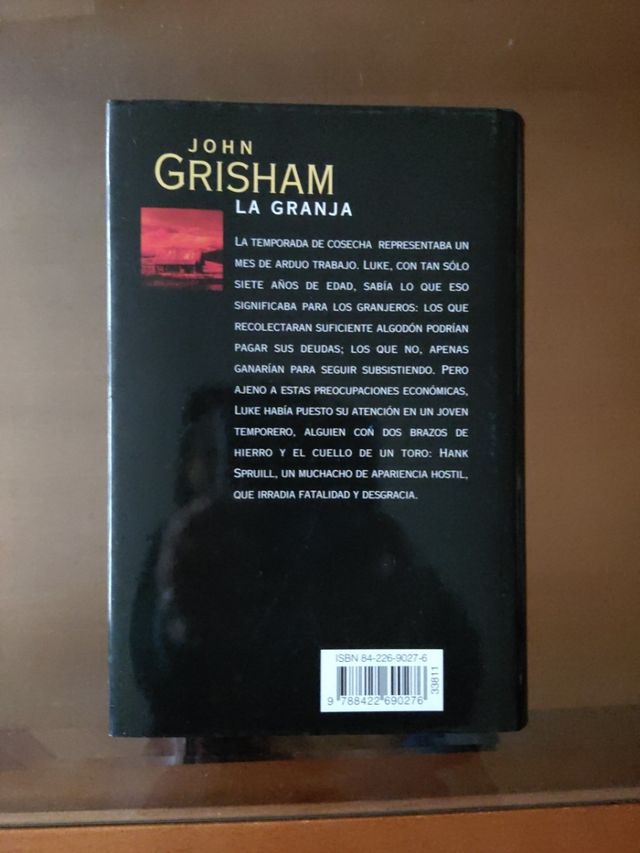 JOHN
GRISHAM
LA GRANJA
LA TEMPORADA DE COSECHA REPRESENTABA UN
MES DE ARDUO TRABAJO. LUKE, CON TAN SÓLO
SIETE AÑOS DE EDAD, SABÍA LO QUE ESO
SIGNIFICABA PARA LOS GRANJEROS: LOS QUE
RECOLECTARAN SUFICIENTE ALGODÓN PODRÍAN
PAGAR SUS DEUDAS; LOS QUE NO, APENAS
GANARÍAN PARA SEGUIR SUBSISTIENDO. PERO
AJENO A ESTAS PREOCUPACIONES ECONÓMICAS,
LUKE HABÍA PUESTO SU ATENCIÓN EN UN JOVEN
TEMPORERO, ALGUIEN CON DOS BRAZOS DE
HIERRO Y EL CUELLO DE UN TORO: HANK
SPRUILL, UN MUCHACHO DE APARIENCIA HOSTIL,
QUE IRRADIA FATALIDAD Y DESGRACIA.
ISBN 84-226-9027-6
33811
9 788422 690276